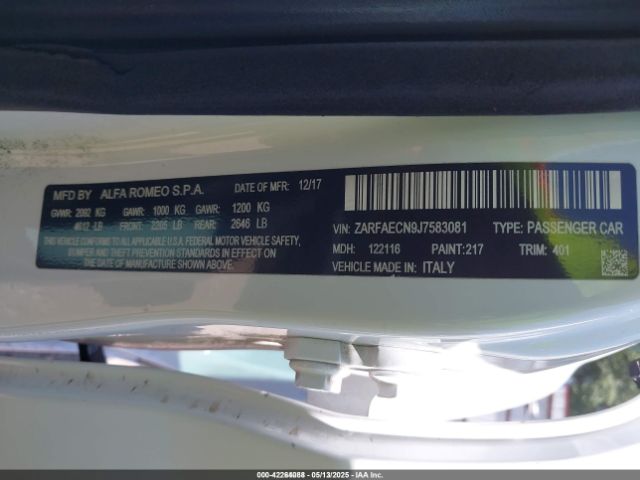 MFD BY ALFA ROMEO S.P.A. DATE OF MFR: 12/17
GVWR: 2092 KG GAWR: 1000 KG GAWR: 1200 KG
4612 LB FRONT: 2205 LB REAR: 2646 LB
THIS VEHICLE CONFORMS TO ALL APPLICABLE U.S.A. FEDERAL MOTOR VEHICLE SAFETY,
BUMPER AND THEFT PREVENTION STANDARDS IN EFFECT ON
THE DATE OF MANUFACTURE SHOWN ABOVE.
VIN: ZARFAECN9J7583081 TYPE: PASSENGER CAR
MDH: 122116 PAINT: 217 TRIM: 401
VEHICLE MADE IN: ITALY
000-42264068 05/13/2025 IAAI.com